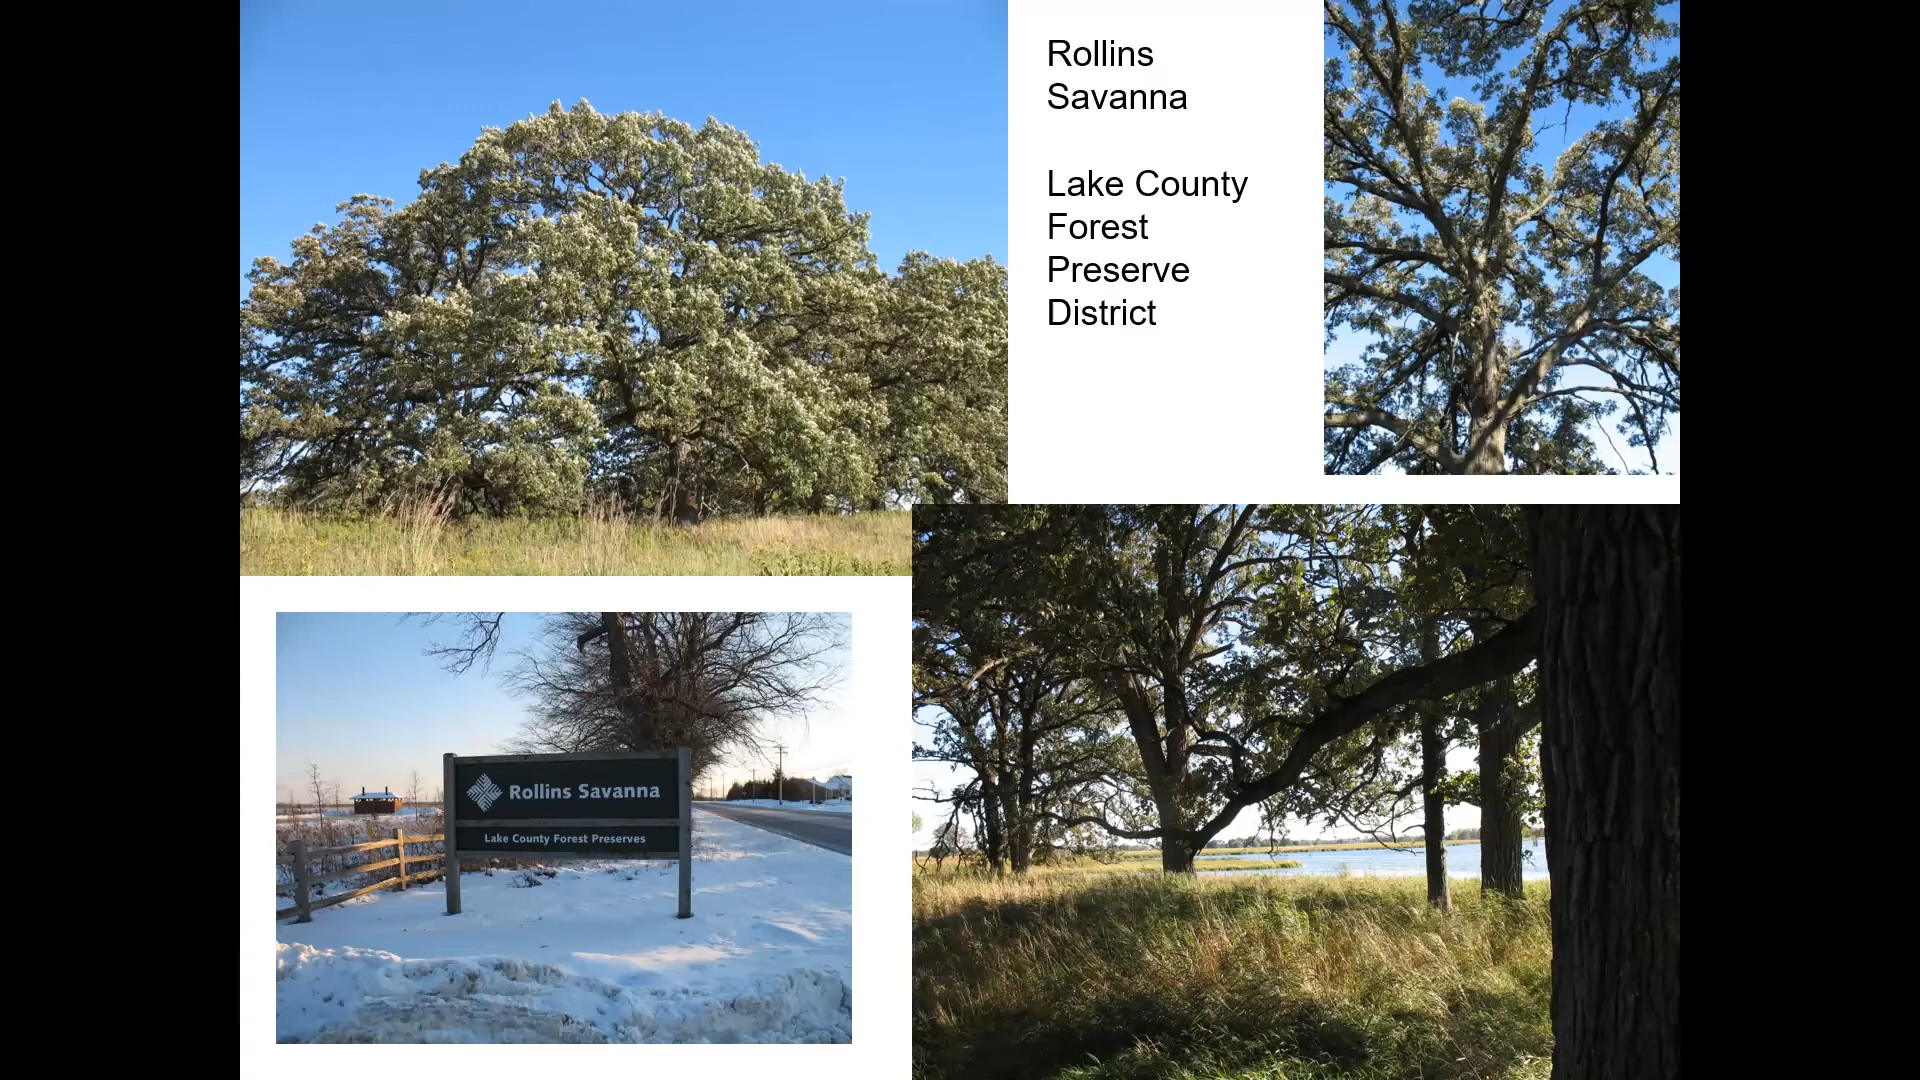 Rollins
Savanna
Lake County
Forest
Preserve
District
Rollins Savanna
Lake County Forest Preserves